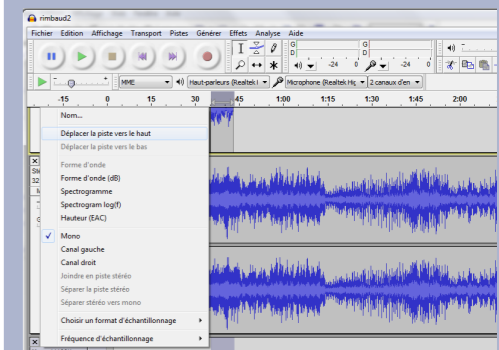 rimbaud2
Fichier Edition Affichage Transport Pistes Générer Effets Analyse Aide
G
D
-24 0
G
D
-24 0
MME
Haut-parleurs (Realtek I
Microphone (Realtek Hig
2 canaux d'en
-15 0 15 30 45 1:00 1:15 1:30 1:45 2:00
Nom...
Déplacer la piste vers le haut
Déplacer la piste vers le bas
Forme d'onde
Forme d'onde (dB)
Spectrogramme
Spectrogram log(f)
Hauteur (EAC)
Mono
Canal gauche
Canal droit
Joindre en piste stéréo
Séparer la piste stéréo
Séparer stéréo vers mono
Choisir un format d'échantillonnage
Fréquence d'échantillonnage